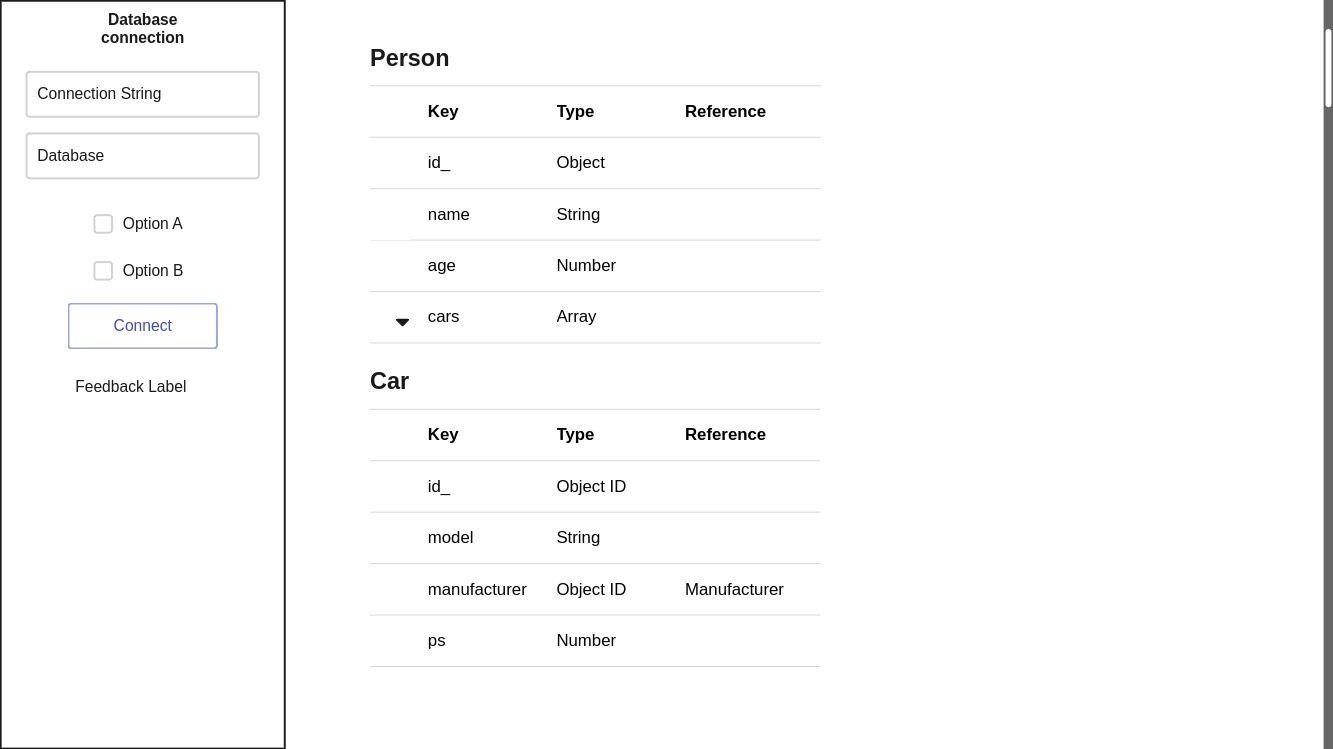 Database
connection
Connection String
Database
Option A
Option B
Connect
Feedback Label
Person
Key Type Reference
id_ Object
name String
age Number
cars Array
Car
Key Type Reference
id_ Object ID
model String
manufacturer Object ID Manufacturer
ps Number